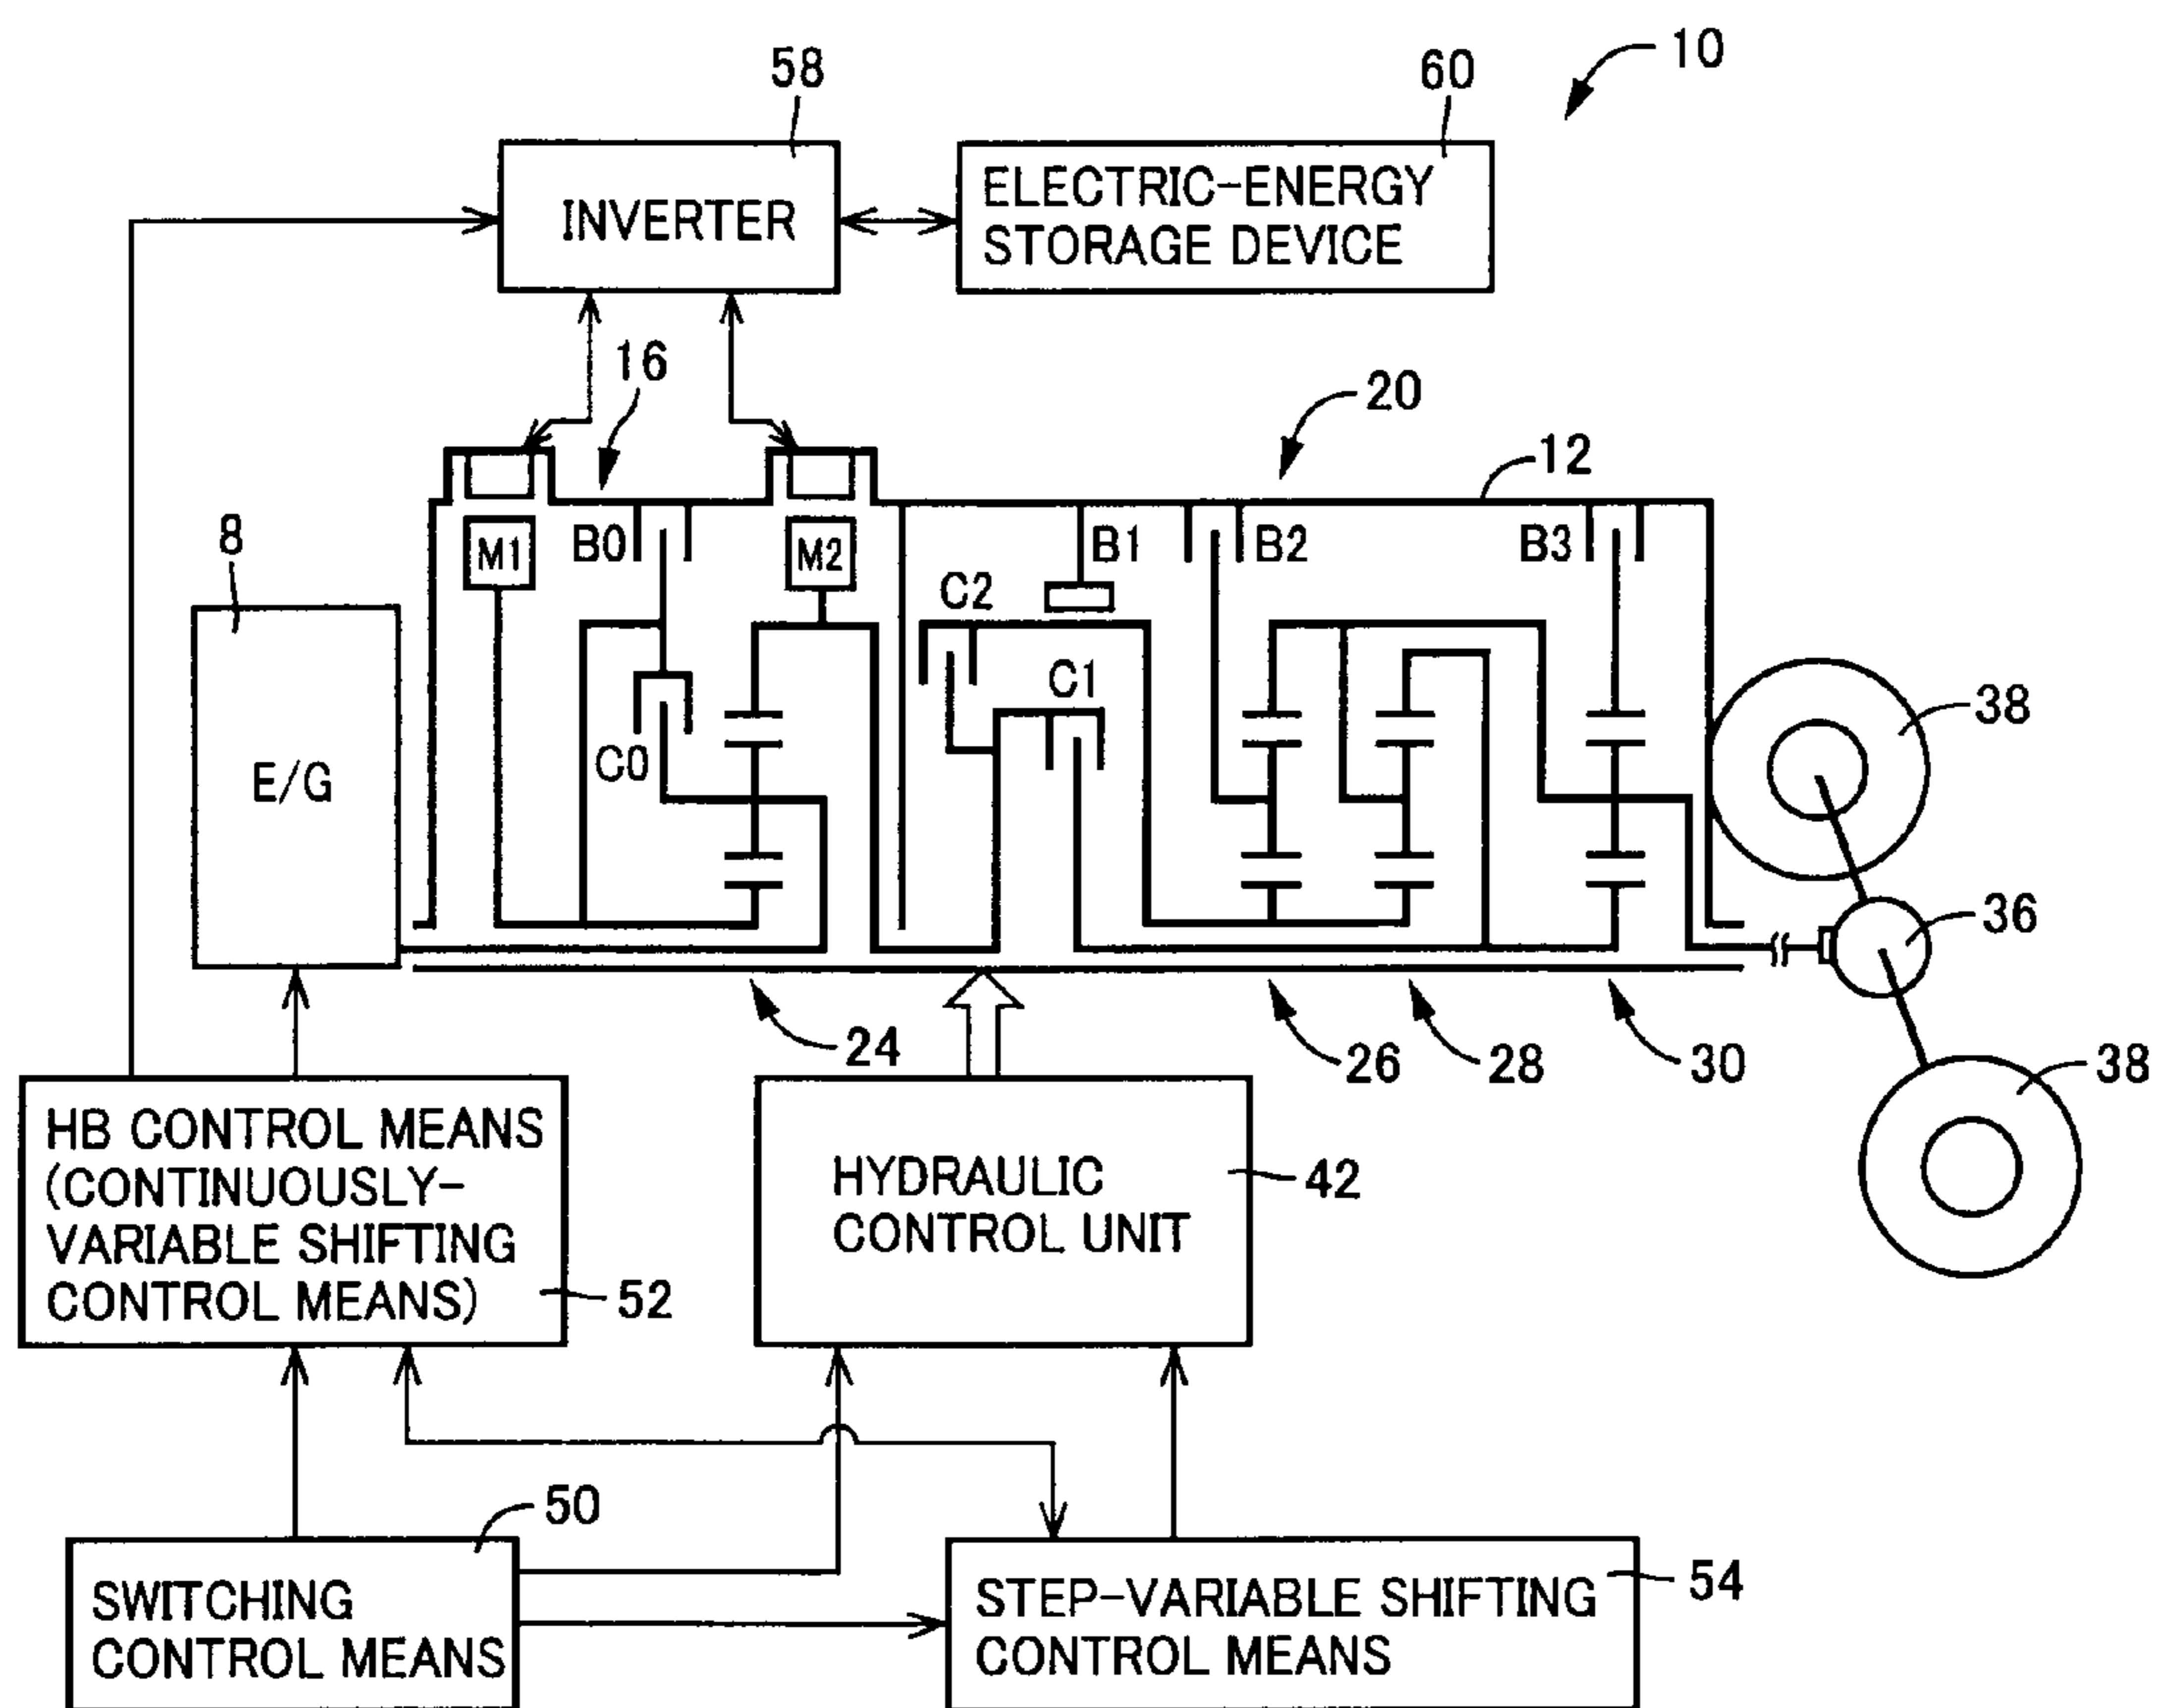 10
58
60
INVERTER
ELECTRIC-ENERGY
STORAGE DEVICE
16
20
12
8
M1
B0
M2
B1
B2
B3
C2
C1
38
E/G
C0
36
24
26
28
30
38
HB CONTROL MEANS
(CONTINUOUSLY-
VARIABLE SHIFTING
CONTROL MEANS)
52
HYDRAULIC
CONTROL UNIT
42
50
SWITCHING
CONTROL MEANS
STEP-VARIABLE SHIFTING
CONTROL MEANS
54